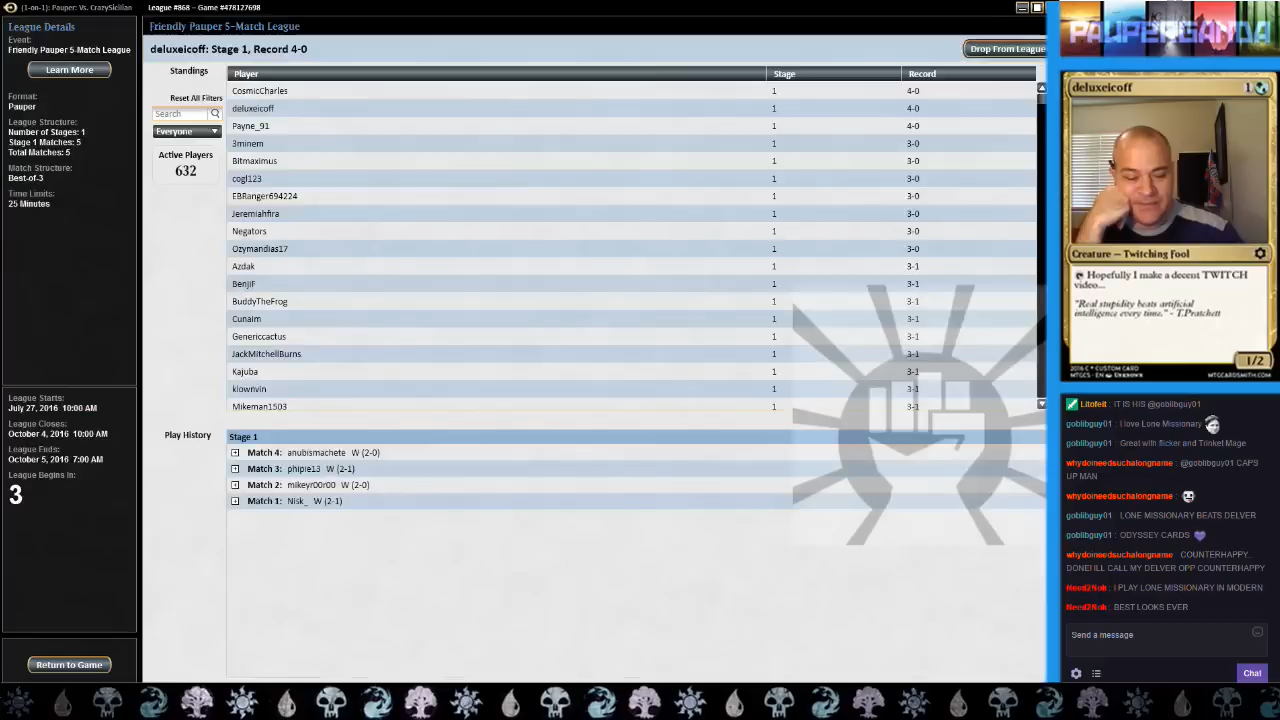 (1-on-1): Pauper: Vs. CrazySicilian
League #868 – Game #478127698
League Details
Event:
Friendly Pauper 5-Match League
Learn More
Format:
Pauper
League Structure:
Number of Stages: 1
Stage 1 Matches: 5
Total Matches: 5
Match Structure:
Best-of-3
Time Limits:
25 Minutes
League Starts:
July 27, 2016 10:00 AM
League Closes:
October 4, 2016 10:00 AM
League Ends:
October 5, 2016 7:00 AM
League Begins in:
3
Return to Game
Friendly Pauper 5-Match League
deluxeicoff: Stage 1, Record 4-0
Drop From League
Standings
Reset All Filters
Search
Everyone
Active Players
632
Player Stage Record
CosmicCharles 1 4-0
deluxeicoff 1 4-0
Payne_91 1 4-0
3minem 1 3-0
Bitmaximus 1 3-0
cogl123 1 3-0
EBRanger694224 1 3-0
Jeremiahfira 1 3-0
Negators 1 3-0
Ozymandias17 1 3-0
Azdak 1 3-1
BenjiF 1 3-1
BuddyTheFrog 1 3-1
Cunaim 1 3-1
Genericcactus 1 3-1
JackMitchellBurns 1 3-1
Kajuba 1 3-1
klownvin 1 3-1
Mikeman1503 1 3-1
Play History
Stage 1
Match 4: anubismachete W (2-0)
Match 3: phipie13 W (2-1)
Match 2: mikeyr00r00 W (2-0)
Match 1: Nisk_ W (2-1)
PAUPERGANDA
deluxeicoff 1
Creature — Twitching Fool
Hopefully I make a decent TWITCH
video...
"Real stupidity beats artificial
intelligence every time." - T.Pratchett
1/2
MTGCARDSMITH.COM
Litofeit : IT IS HIS @goblibguy01
goblibguy01 : I love Lone Missionary
goblibguy01 : Great with flicker and Trinket Mage
whydoineedsuchalongname : @goblibguy01 CAPS
UP MAN
whydoineedsuchalongname :
goblibguy01 : LONE MISSIONARY BEATS DELVER
goblibguy01 : ODYSSEY CARDS
whydoineedsuchalongname : COUNTERHAPPY..
DONE! ILL CALL MY DELVER OPP COUNTERHAPPY
Need2Noh : I PLAY LONE MISSIONARY IN MODERN
Need2Noh : BEST LOOKS EVER
Send a message
Chat